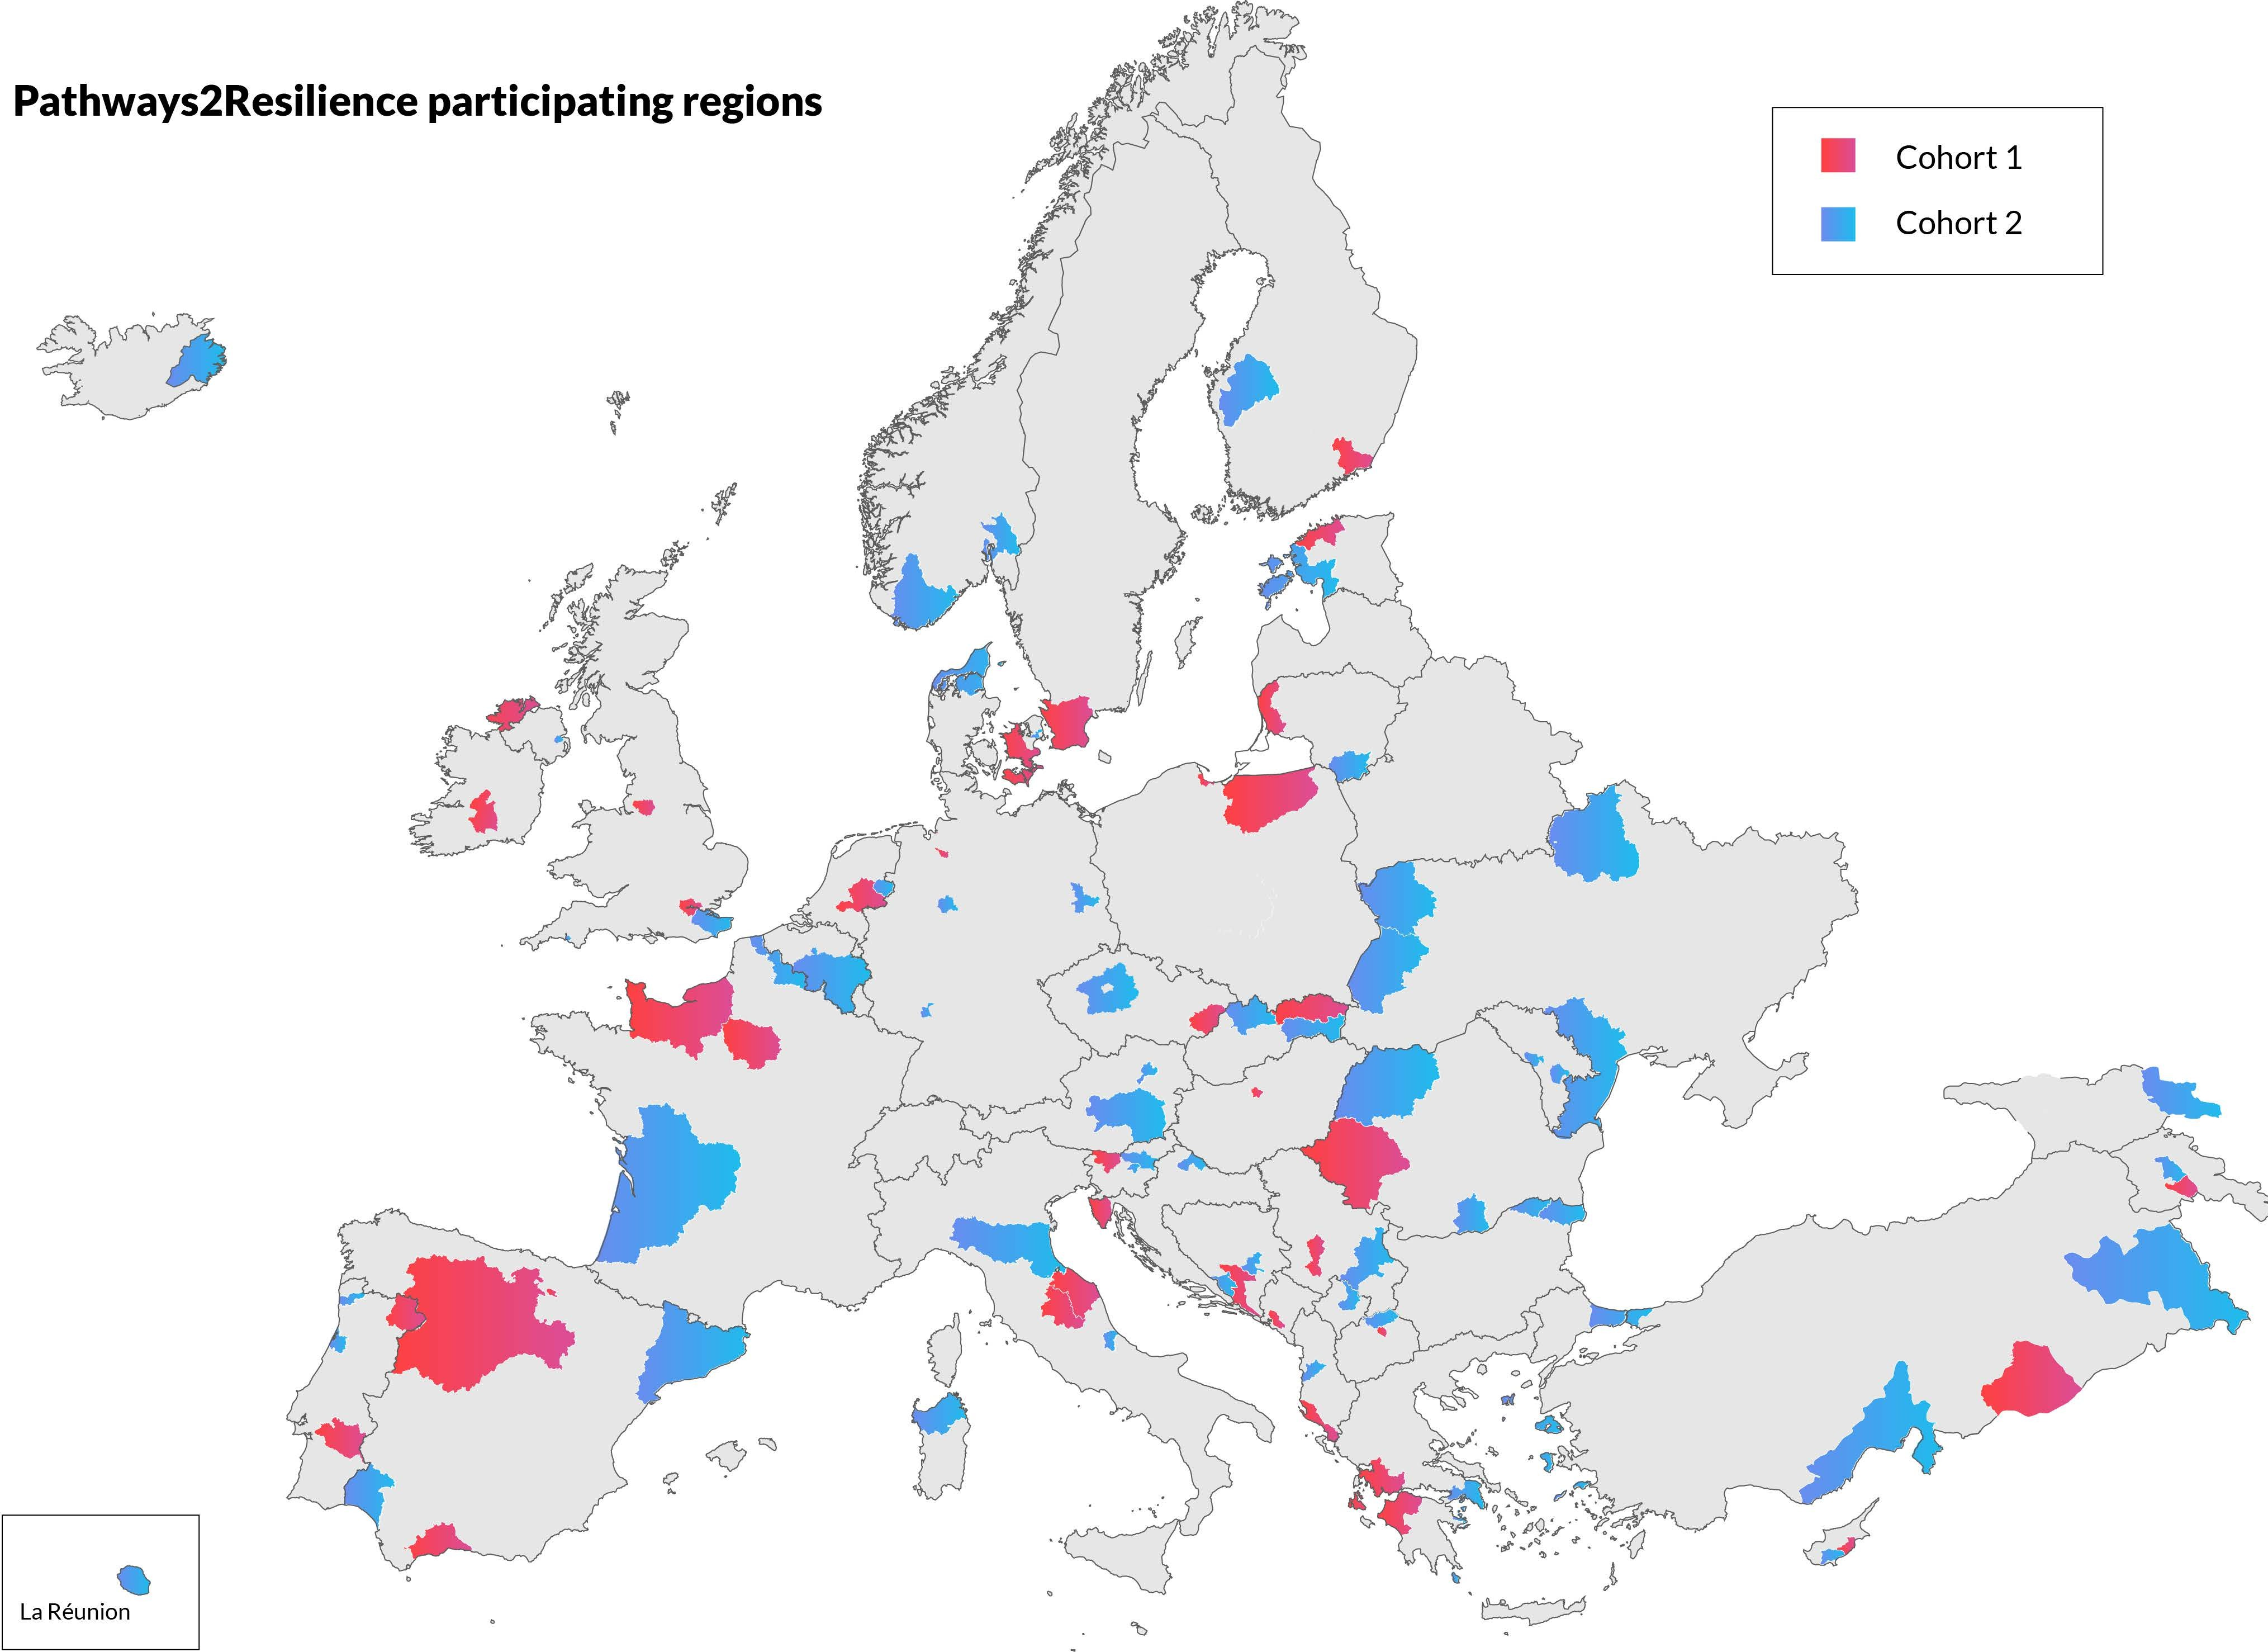 Pathways2Resilience participating regions
Cohort 1
Cohort 2
La Réunion